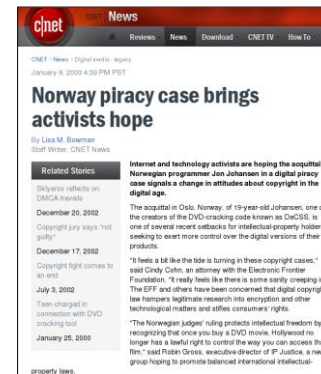 c|net
CNET News
Reviews News Download CNET TV How To
CNET › News › Digital media - legacy
January 8, 2003 4:39 PM PST
Norway piracy case brings
activists hope
By Lisa M. Bowman
Staff Writer, CNET News
Related Stories
Sklyarov reflects on
DMCA travails
December 20, 2002
Copyright jury says "not
guilty"
December 17, 2002
Copyright fight comes to
an end
July 3, 2002
Teen charged in
connection with DVD
cracking tool
January 25, 2000
Internet and technology activists are hoping the acquittal
Norwegian programmer Jon Johansen in a digital piracy
case signals a change in attitudes about copyright in the
digital age.
The acquittal in Oslo, Norway, of 19-year-old Johansen, one
the creators of the DVD-cracking code known as DeCSS, is
one of several recent setbacks for intellectual-property holder
seeking to exert more control over the digital versions of their
products.
"It feels a bit like the tide is turning in these copyright cases,"
said Cindy Cohn, an attorney with the Electronic Frontier
Foundation. "It really feels like there is some sanity creeping i
The EFF and others have been concerned that digital copyrig
law hampers legitimate research into encryption and other
technological matters and stifles consumers' rights.
"The Norwegian judges' ruling protects intellectual freedom by
recognizing that once you buy a DVD movie, Hollywood no
longer has a lawful right to control the way you can access th
film," said Robin Gross, executive director of IP Justice, a new
group hoping to promote balanced international intellectual-
property laws.